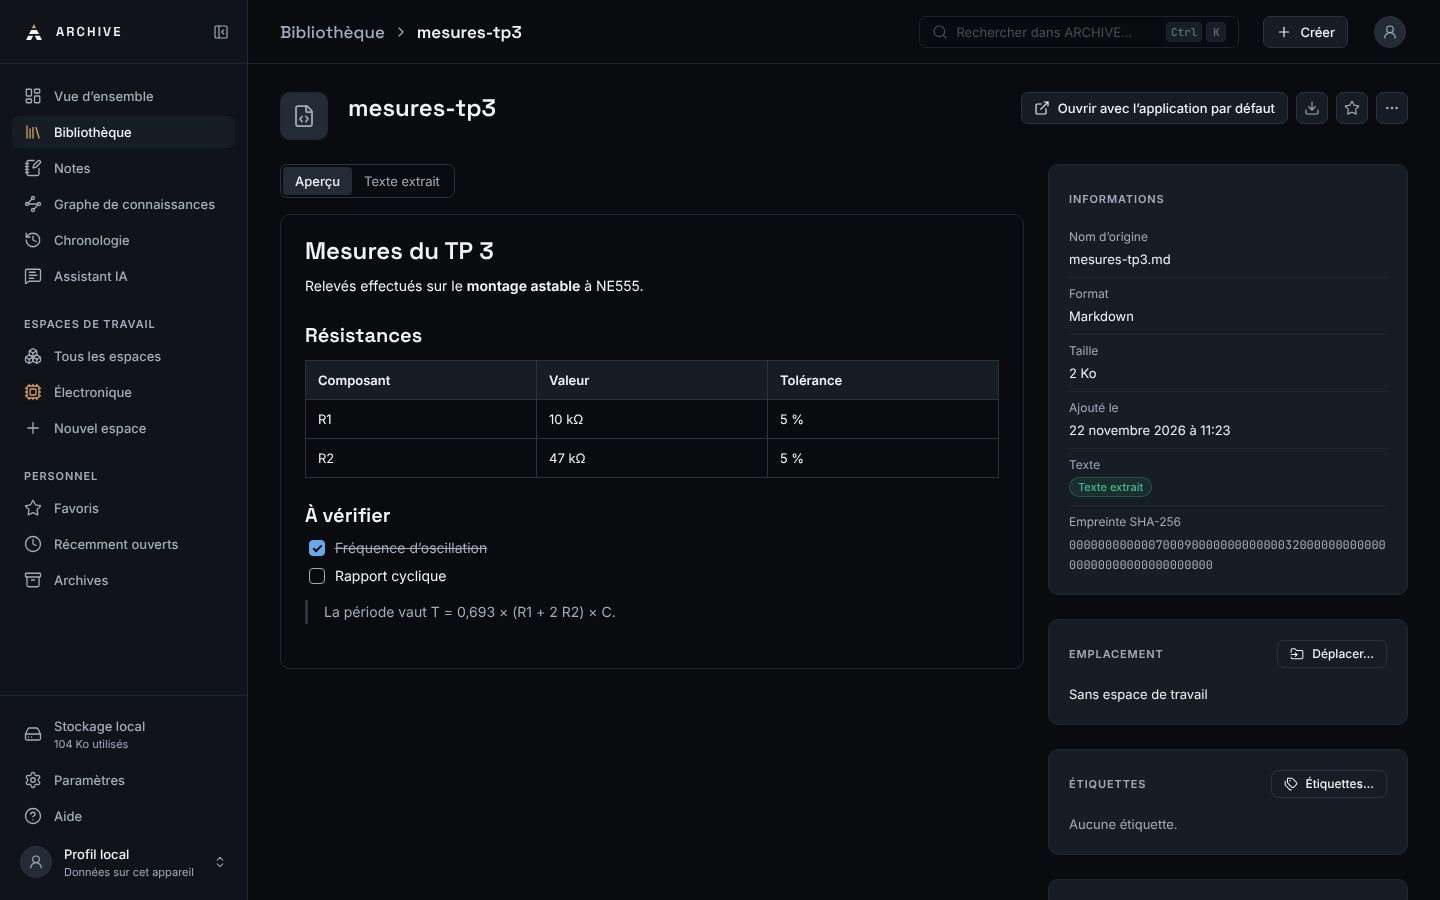 ARCHIVE
Bibliothèque > mesures-tp3
Rechercher dans ARCHIVE... Ctrl K
Créer
Vue d’ensemble
Bibliothèque
Notes
Graphe de connaissances
Chronologie
Assistant IA
ESPACES DE TRAVAIL
Tous les espaces
Électronique
Nouvel espace
PERSONNEL
Favoris
Récemment ouverts
Archives
Stockage local
104 Ko utilisés
Paramètres
Aide
Profil local
Données sur cet appareil
mesures-tp3
Ouvrir avec l’application par défaut
Aperçu Texte extrait
Mesures du TP 3
Relevés effectués sur le montage astable à NE555.
Résistances
Composant Valeur Tolérance
R1 10 kΩ 5 %
R2 47 kΩ 5 %
À vérifier
Fréquence d’oscillation
Rapport cyclique
La période vaut T = 0,693 × (R1 + 2 R2) × C.
INFORMATIONS
Nom d’origine
mesures-tp3.md
Format
Markdown
Taille
2 Ko
Ajouté le
22 novembre 2026 à 11:23
Texte
Texte extrait
Empreinte SHA-256
00000000000070009000000000000032000000000000
00000000000000000000
EMPLACEMENT
Déplacer...
Sans espace de travail
ÉTIQUETTES
Étiquettes...
Aucune étiquette.